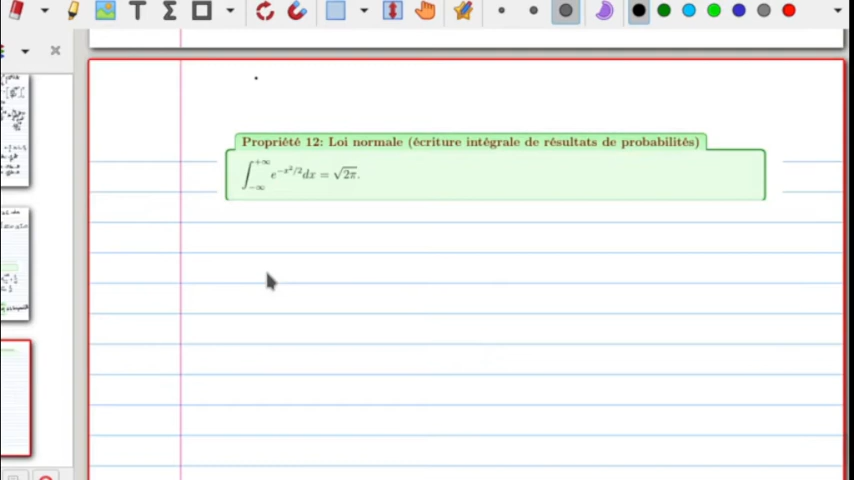 Propriété 12: Loi normale (écriture intégrale de résultats de probabilités)
∫_{-∞}^{+∞} e^{-x²/2}dx = √2π.